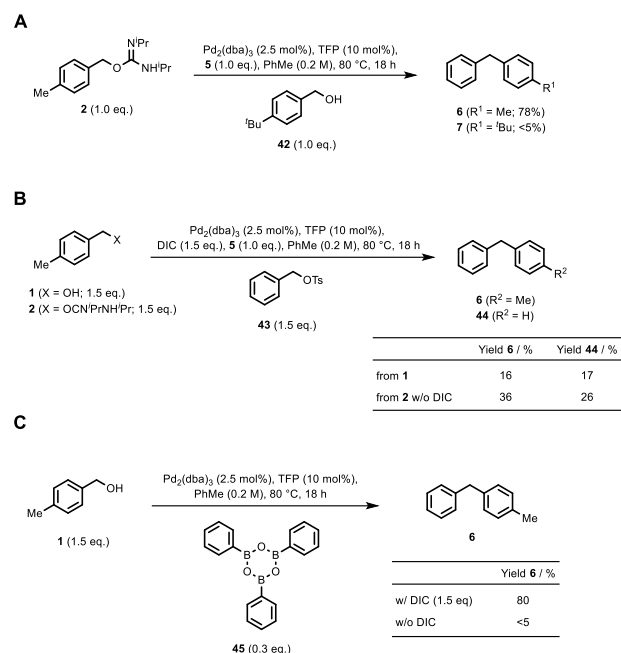 A
NⁱPr
O
NHⁱPr
Me
2 (1.0 eq.)
Pd₂(dba)₃ (2.5 mol%), TFP (10 mol%),
5 (1.0 eq.), PhMe (0.2 M), 80 °C, 18 h
OH
ᵗBu
42 (1.0 eq.)
R¹
6 (R¹ = Me; 78%)
7 (R¹ = ᵗBu; <5%)
B
X
Me
1 (X = OH; 1.5 eq.)
2 (X = OCNⁱPrNHⁱPr; 1.5 eq.)
Pd₂(dba)₃ (2.5 mol%), TFP (10 mol%),
DIC (1.5 eq.), 5 (1.0 eq.), PhMe (0.2 M), 80 °C, 18 h
OTs
43 (1.5 eq.)
R²
6 (R² = Me)
44 (R² = H)
Yield 6 / % Yield 44 / %
from 1 16 17
from 2 w/o DIC 36 26
C
OH
Me
1 (1.5 eq.)
Pd₂(dba)₃ (2.5 mol%), TFP (10 mol%),
PhMe (0.2 M), 80 °C, 18 h
B O B
O O
B
45 (0.3 eq.)
Me
6
Yield 6 / %
w/ DIC (1.5 eq) 80
w/o DIC <5